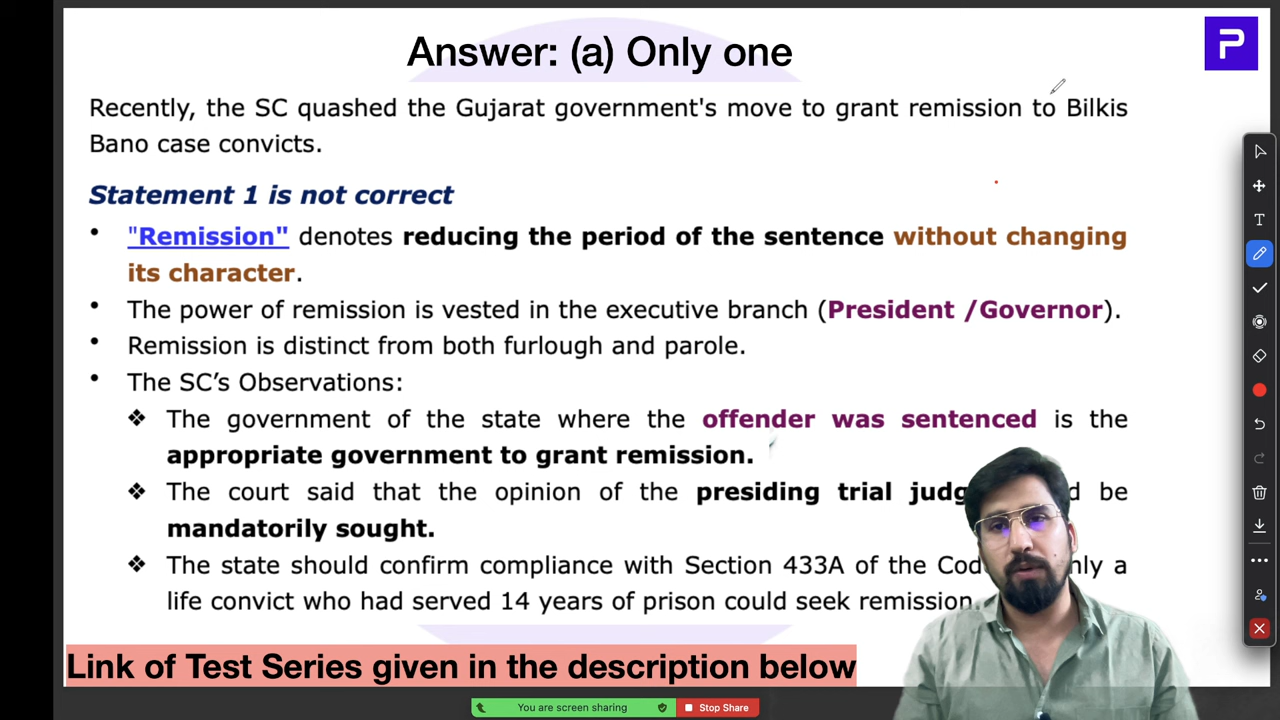 Answer: (a) Only one
P
Recently, the SC quashed the Gujarat government's move to grant remission to Bilkis
Bano case convicts.
Statement 1 is not correct
• "Remission" denotes reducing the period of the sentence without changing
its character.
• The power of remission is vested in the executive branch (President /Governor).
• Remission is distinct from both furlough and parole.
• The SC's Observations:
❖ The government of the state where the offender was sentenced is the
appropriate government to grant remission.
❖ The court said that the opinion of the presiding trial be
mandatorily sought.
❖ The state should confirm compliance with Section 433A of the a
life convict who had served 14 years of prison could seek remission.
Link of Test Series given in the description below
You are screen sharing
Stop Share